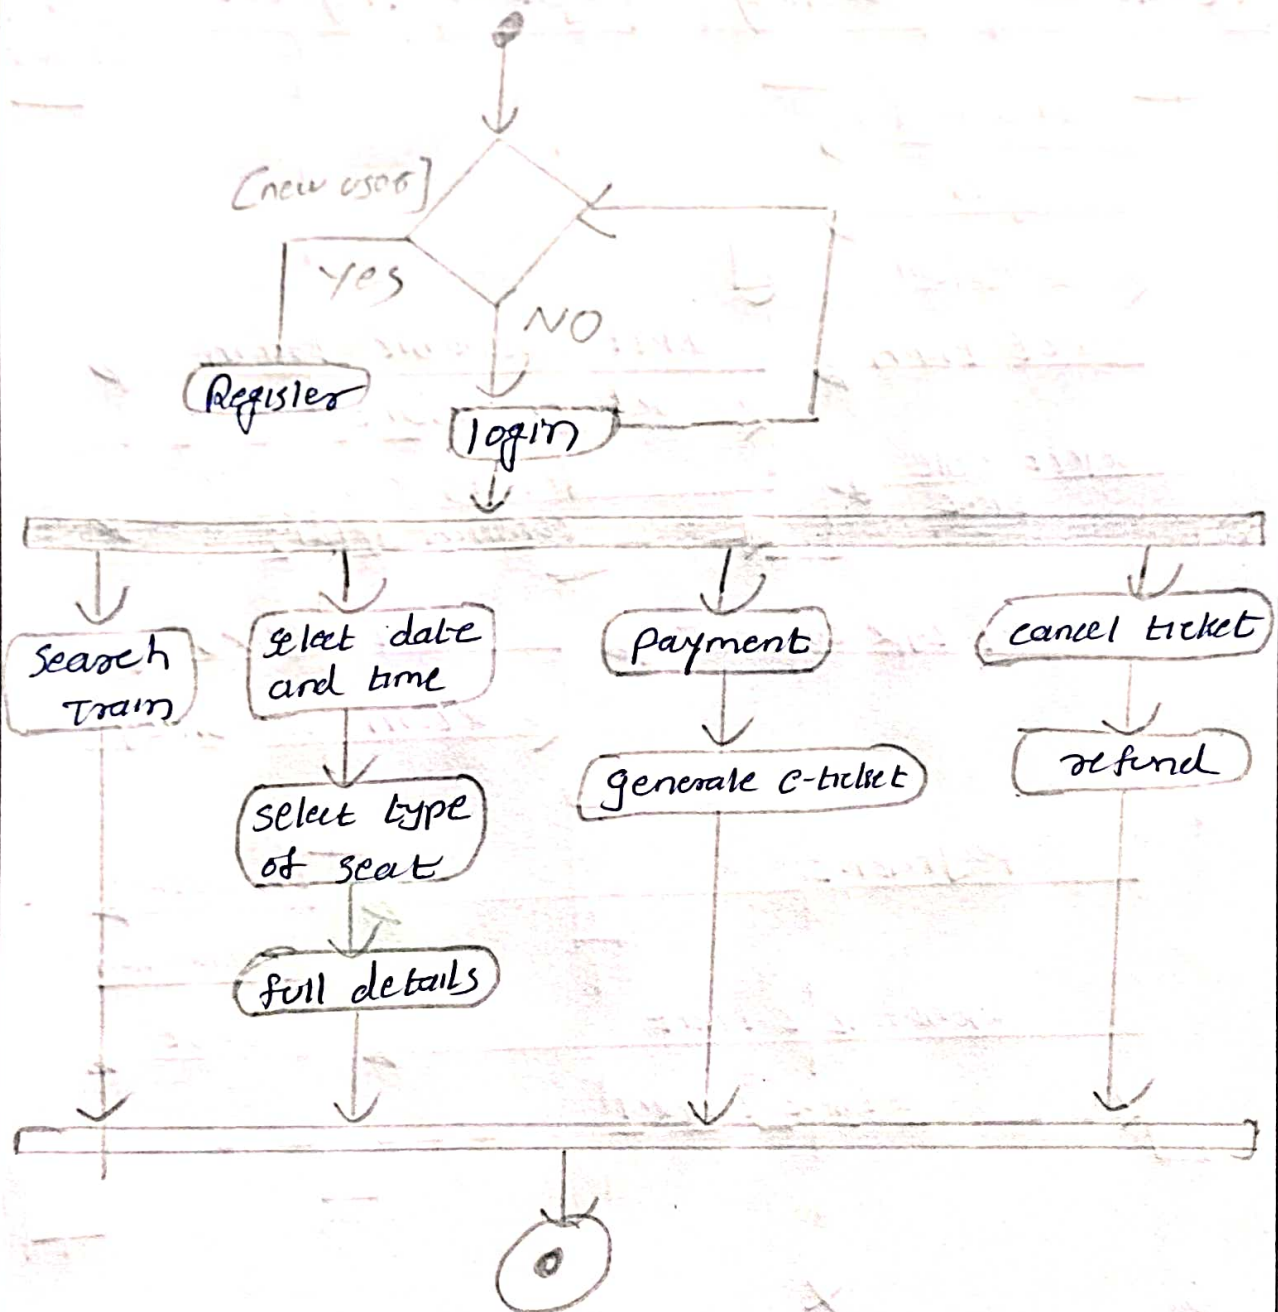 [new user]
Yes
NO
Register
login
Search
Train
select date
and time
payment
cancel ticket
select type
of seat
generate e-ticket
refund
full details